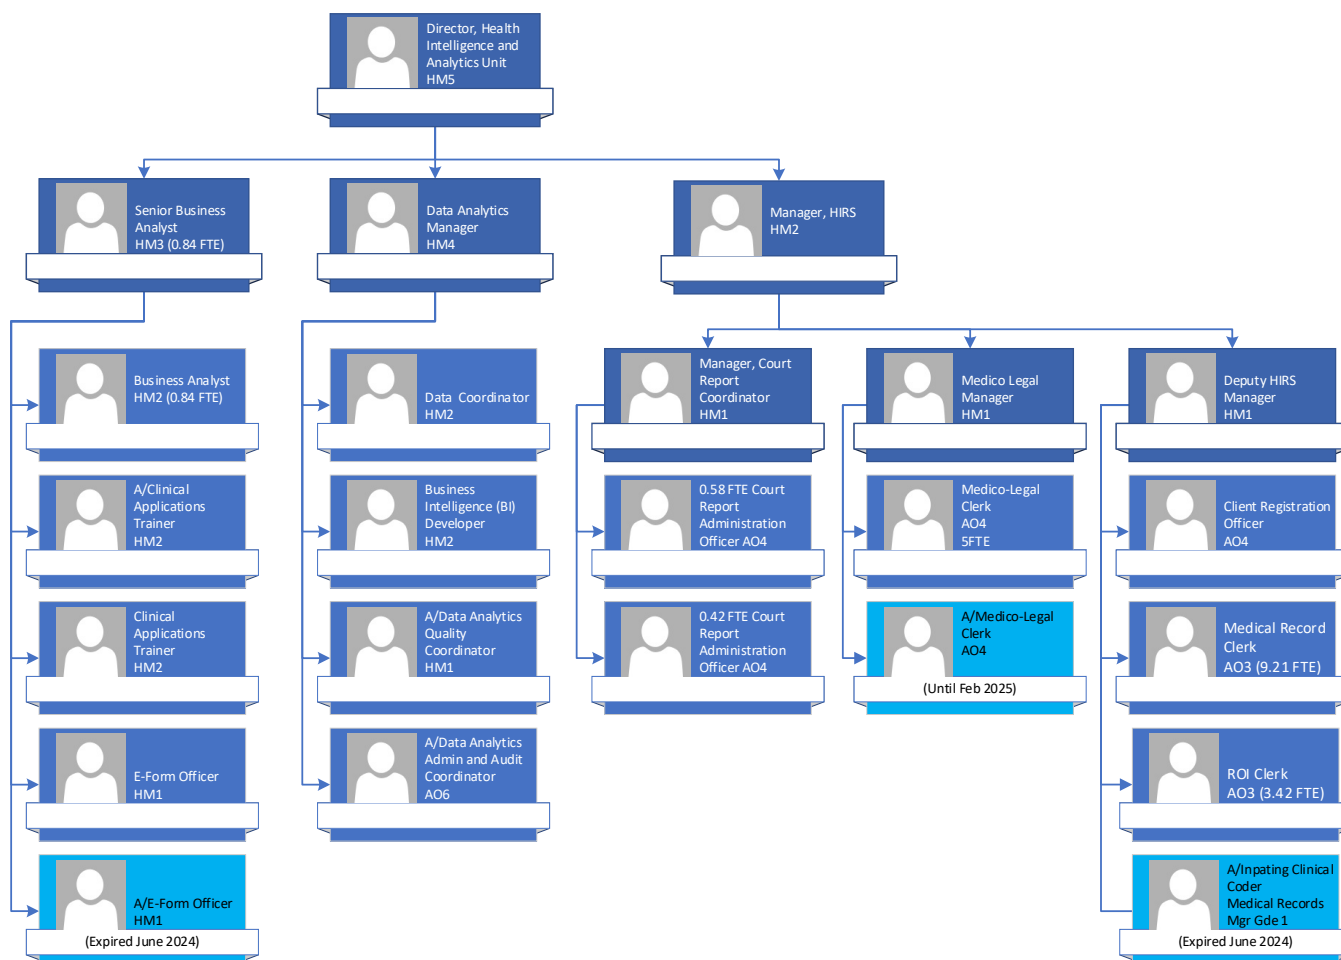 Director, Health
Intelligence and
Analytics Unit
HM5
Senior Business
Analyst
HM3 (0.84 FTE)
Data Analytics
Manager
HM4
Manager, HIRS
HM2
Business Analyst
HM2 (0.84 FTE)
Data Coordinator
HM2
Manager, Court
Report
Coordinator
HM1
Medico Legal
Manager
HM1
Deputy HIRS
Manager
HM1
A/Clinical
Applications
Trainer
HM2
Business
Intelligence (BI)
Developer
HM2
0.58 FTE Court
Report
Administration
Officer AO4
Medico-Legal
Clerk
AO4
5FTE
Client Registration
Officer
AO4
Clinical
Applications
Trainer
HM2
A/Data Analytics
Quality
Coordinator
HM1
0.42 FTE Court
Report
Administration
Officer AO4
A/Medico-Legal
Clerk
AO4
(Until Feb 2025)
Medical Record
Clerk
AO3 (9.21 FTE)
E-Form Officer
HM1
A/Data Analytics
Admin and Audit
Coordinator
AO6
ROI Clerk
AO3 (3.42 FTE)
A/E-Form Officer
HM1
(Expired June 2024)
A/Inpating Clinical
Coder
Medical Records
Mgr Gde 1
(Expired June 2024)